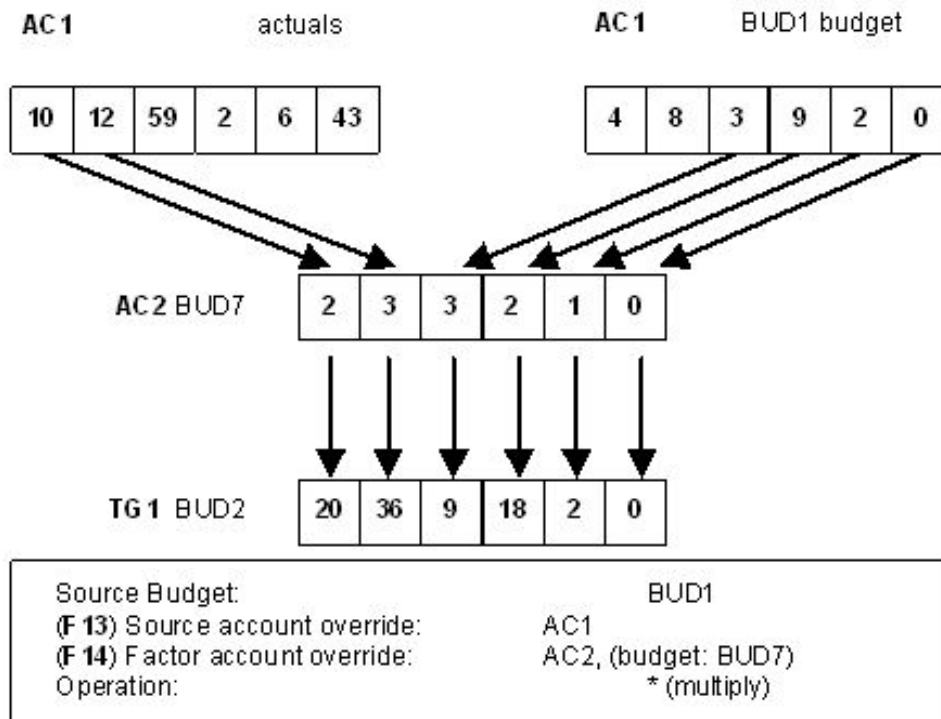 AC1 actuals AC1 BUD1 budget
10 12 59 2 6 43 4 8 3 9 2 0
AC2 BUD7 2 3 3 2 1 0
TG1 BUD2 20 36 9 18 2 0
Source Budget: BUD1
(F13) Source account override: AC1
(F14) Factor account override: AC2, (budget: BUD7)
Operation: * (multiply)